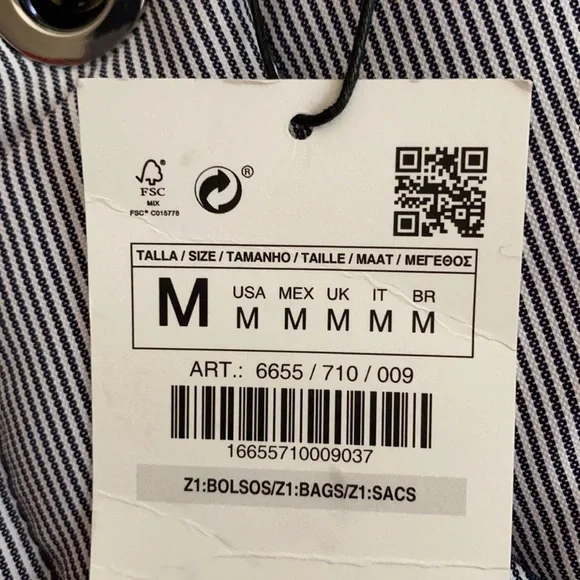 FSC
MIX
FSC® C015778
®
TALLA / SIZE / TAMANHO / TAILLE / MAAT / ΜΕΓΕΘΟΣ
M
USA MEX UK IT BR
M M M M M
ART.: 6655 / 710 / 009
16655710009037
Z1:BOLSOS/Z1:BAGS/Z1:SACS